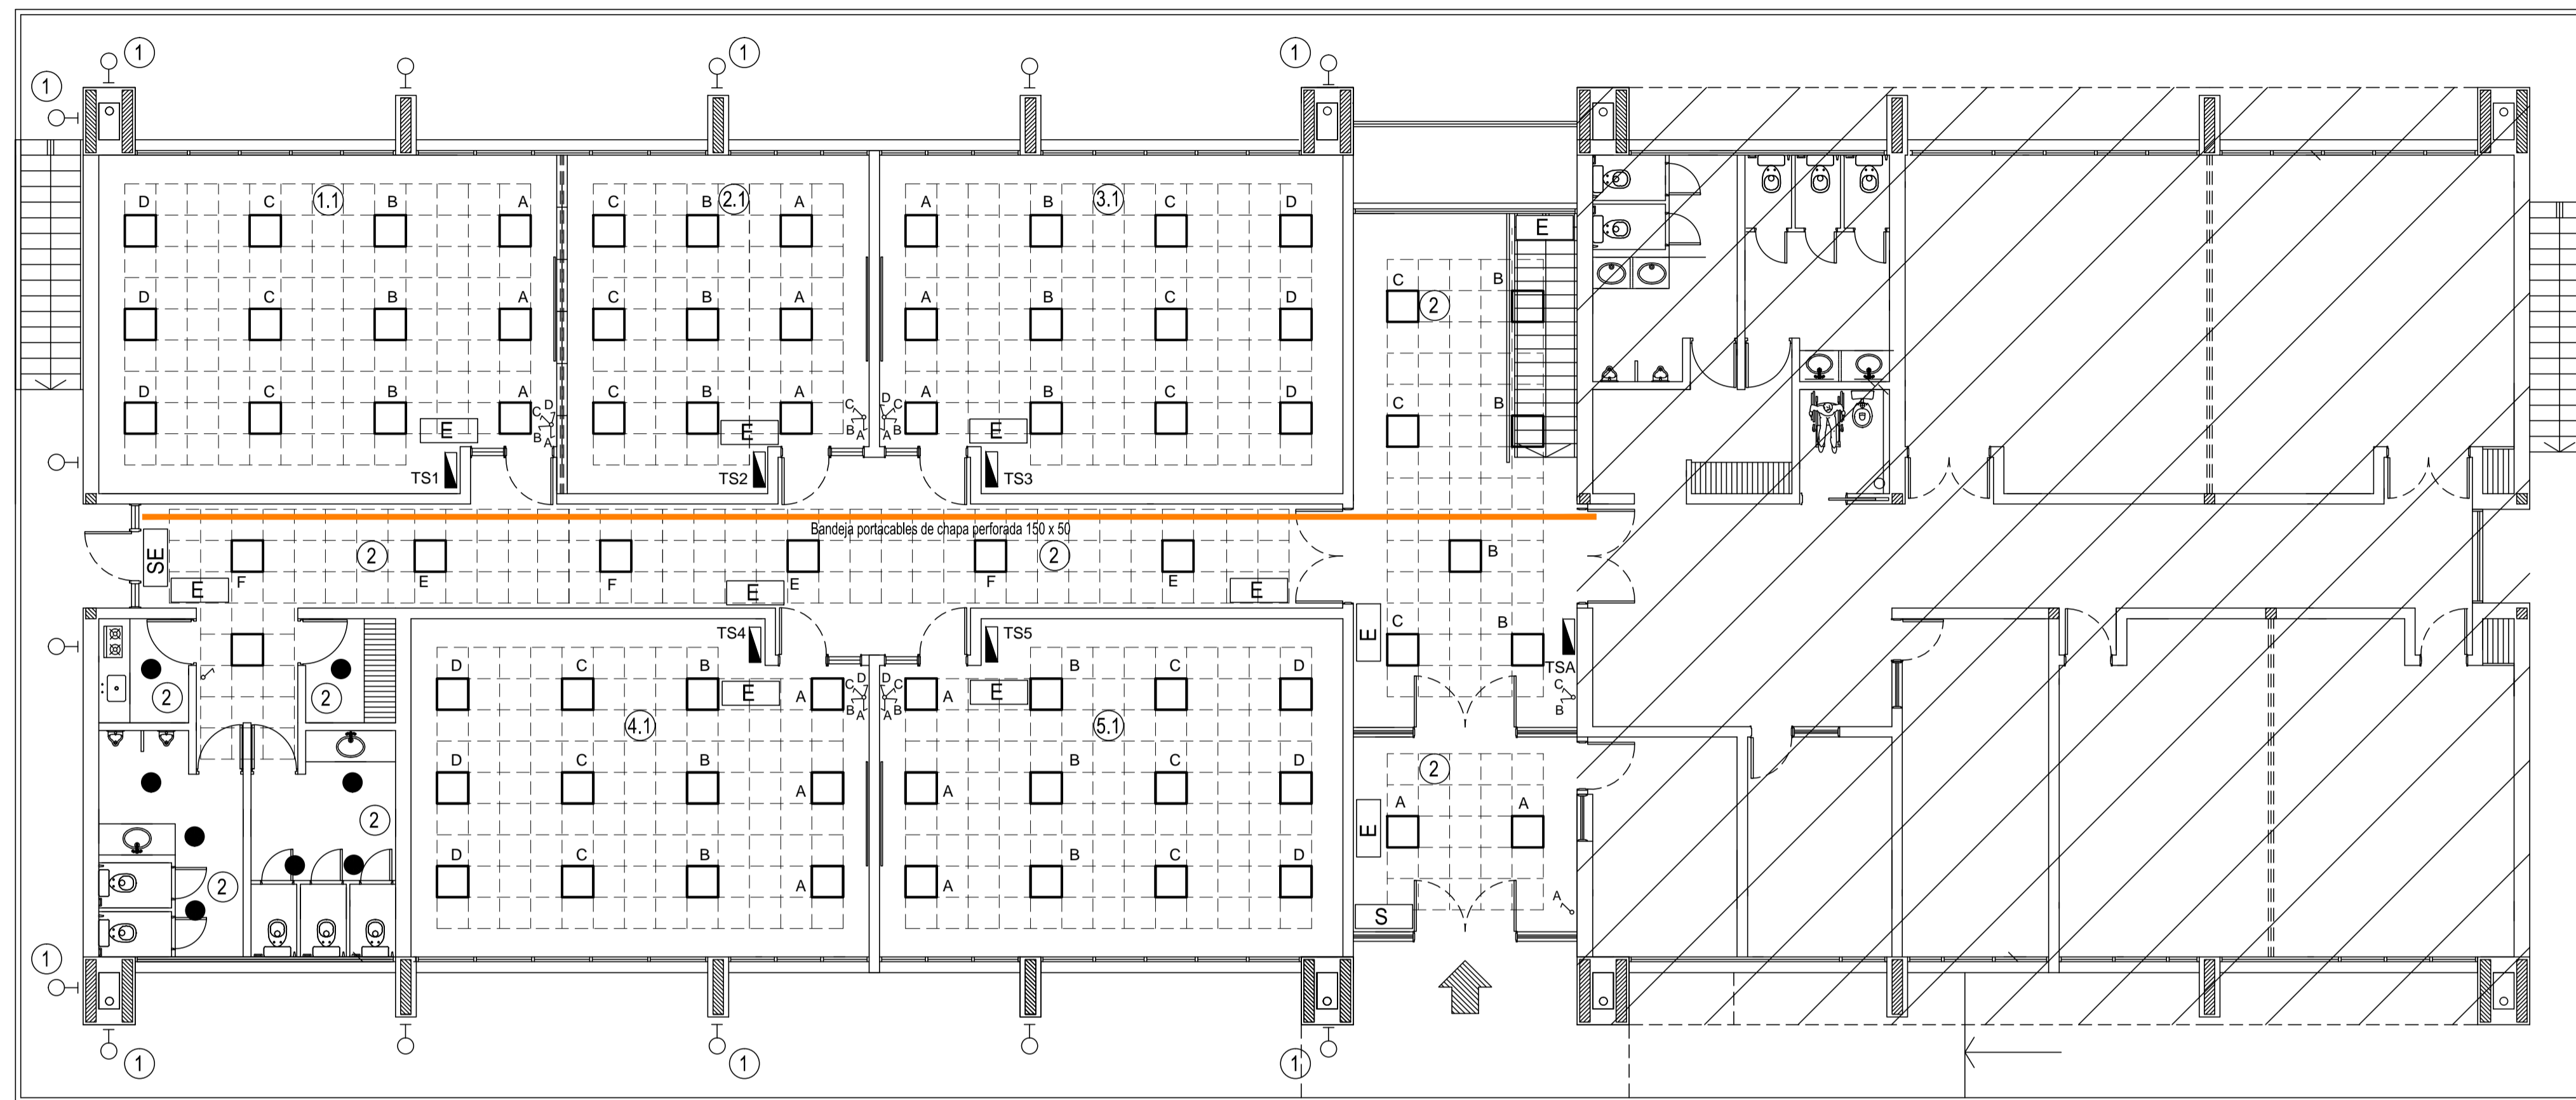 1 1 1
1
1.1 2.1 3.1
D C B A C B A A B C D
E
C B
2
D C B A C B A A B C D
D C B A C B A A B C D
C B
D C B A
C B A
D C B A
E E E
TS1 TS2 TS3
Bandeja portacables de chapa perforada 150 x 50
SE 2 2 B
F E F E F E
E E E
TS4 TS5
E C B
TSA
2 2
D C B A
D C B A
D C B E A A E B C D
C B
4.1 5.1
2
D C B A A B C D
E A A
2
D C B A A B C D
2
S A
1
1 1 1